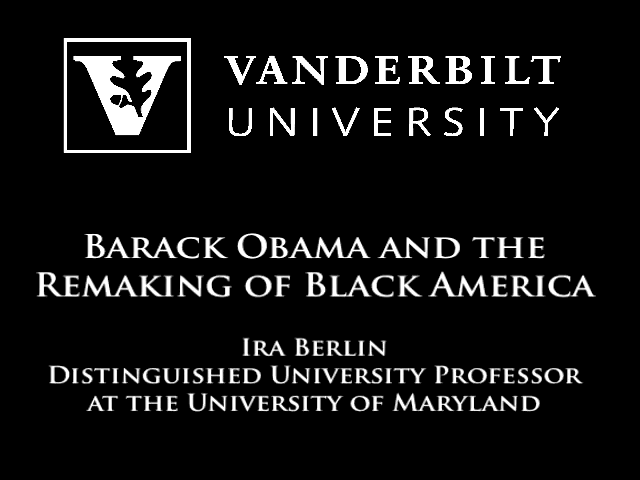 V
VANDERBILT
UNIVERSITY
BARACK OBAMA AND THE
REMAKING OF BLACK AMERICA
IRA BERLIN
DISTINGUISHED UNIVERSITY PROFESSOR
AT THE UNIVERSITY OF MARYLAND